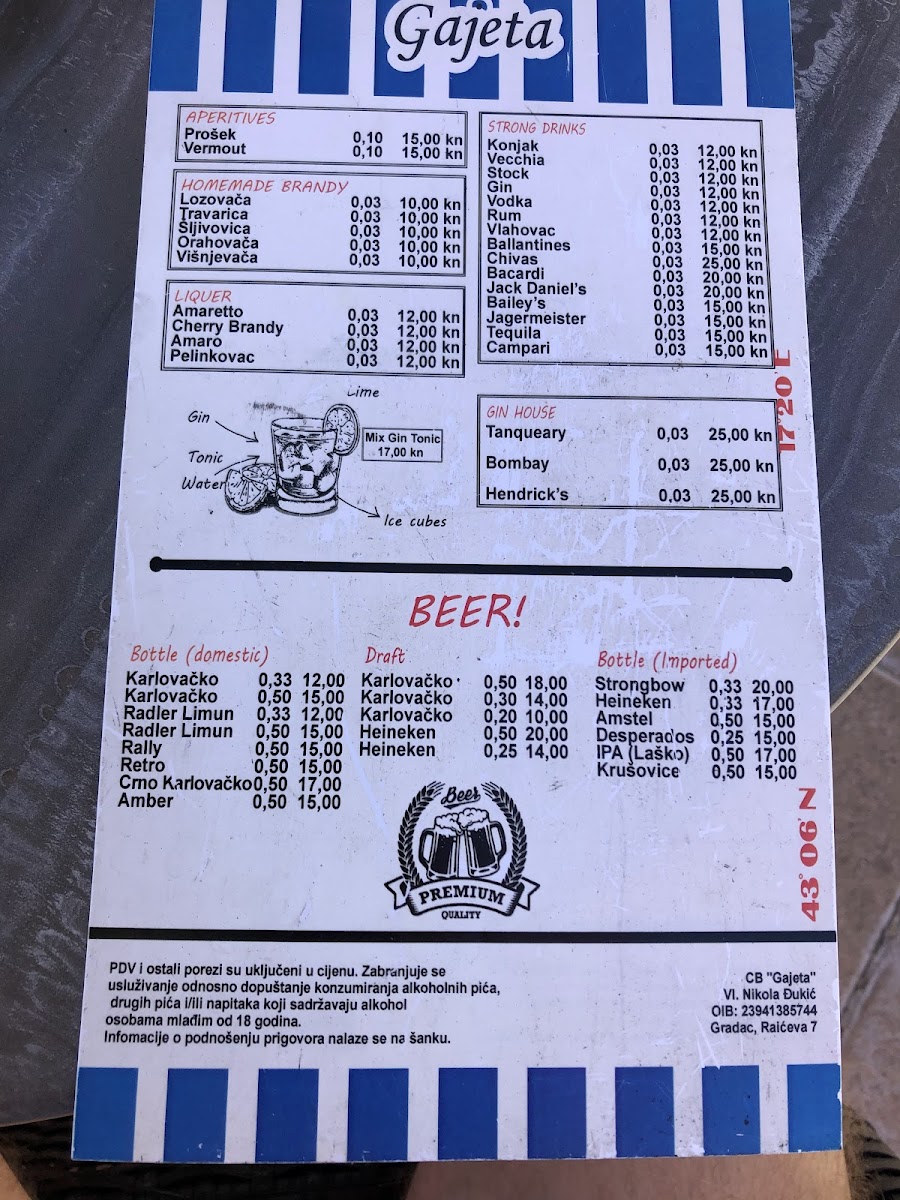 Gajeta
APERITIVES
Prošek 0,10 15,00 kn
Vermout 0,10 15,00 kn
HOMEMADE BRANDY
Lozovača 0,03 10,00 kn
Travarica 0,03 10,00 kn
Šljivovica 0,03 10,00 kn
Orahovača 0,03 10,00 kn
Višnjevača 0,03 10,00 kn
LIQUER
Amaretto 0,03 12,00 kn
Cherry Brandy 0,03 12,00 kn
Amaro 0,03 12,00 kn
Pelinkovac 0,03 12,00 kn
STRONG DRINKS
Konjak 0,03 12,00 kn
Vecchia 0,03 12,00 kn
Stock 0,03 12,00 kn
Gin 0,03 12,00 kn
Vodka 0,03 12,00 kn
Rum 0,03 12,00 kn
Vlahovac 0,03 12,00 kn
Ballantines 0,03 15,00 kn
Chivas 0,03 25,00 kn
Bacardi 0,03 20,00 kn
Jack Daniel's 0,03 20,00 kn
Bailey's 0,03 15,00 kn
Jagermeister 0,03 15,00 kn
Tequila 0,03 15,00 kn
Campari 0,03 15,00 kn
Lime
Gin
Tonic
Water
Ice cubes
Mix Gin Tonic
17,00 kn
GIN HOUSE
Tanqueary 0,03 25,00 kn
Bombay 0,03 25,00 kn
Hendrick's 0,03 25,00 kn
17°20'E
BEER!
Bottle (domestic)
Karlovačko 0,33 12,00
Karlovačko 0,50 15,00
Radler Limun 0,33 12,00
Radler Limun 0,50 15,00
Rally 0,50 15,00
Retro 0,50 15,00
Crno Karlovačko 0,50 17,00
Amber 0,50 15,00
Draft
Karlovačko 0,50 18,00
Karlovačko 0,30 14,00
Karlovačko 0,20 10,00
Heineken 0,50 20,00
Heineken 0,25 14,00
Bottle (Imported)
Strongbow 0,33 20,00
Heineken 0,33 17,00
Amstel 0,50 15,00
Desperados 0,25 15,00
IPA (Laško) 0,50 17,00
Krušovice 0,50 15,00
Beer
PREMIUM
QUALITY
43°06'N
PDV i ostali porezi su uključeni u cijenu. Zabranjuje se
usluživanje odnosno dopuštanje konzumiranja alkoholnih pića,
drugih pića i/ili napitaka koji sadržavaju alkohol
osobama mlađim od 18 godina.
Infomacije o podnošenju prigovora nalaze se na šanku.
CB "Gajeta"
Vl. Nikola Đukić
OIB: 23941385744
Gradac, Raićeva 7